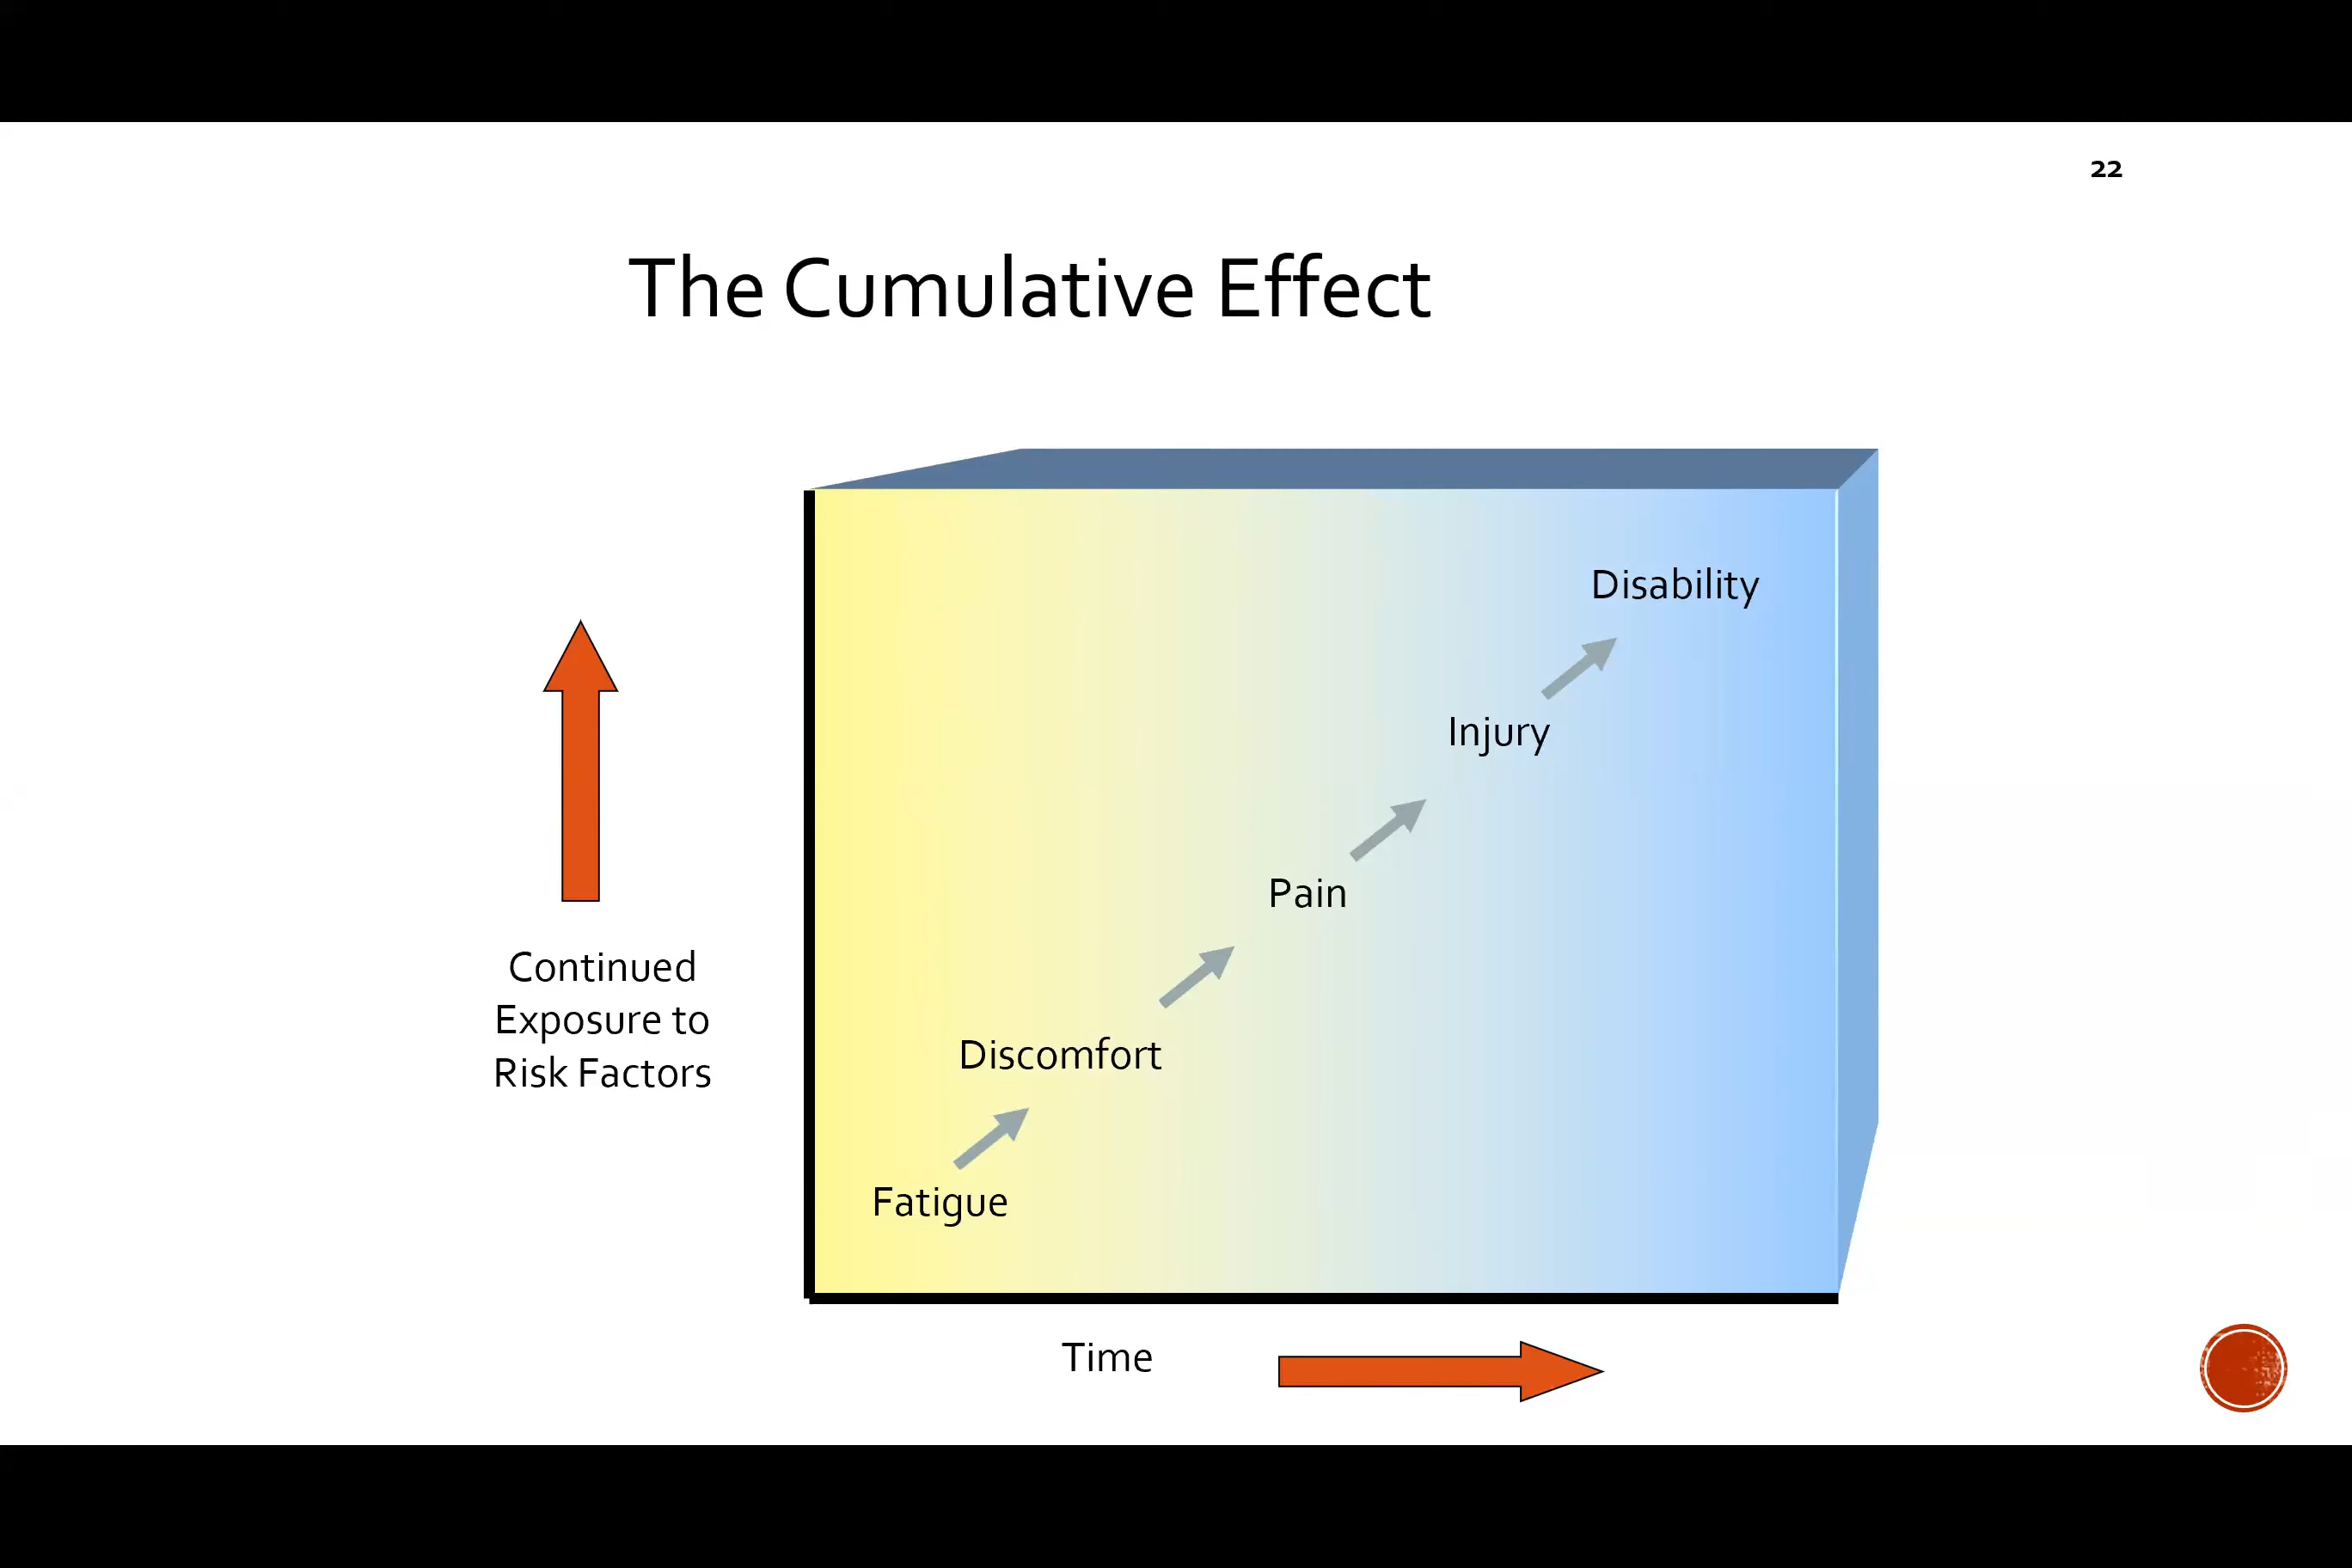 22
The Cumulative Effect
Disability
Injury
Pain
Continued
Exposure to
Risk Factors
Discomfort
Fatigue
Time